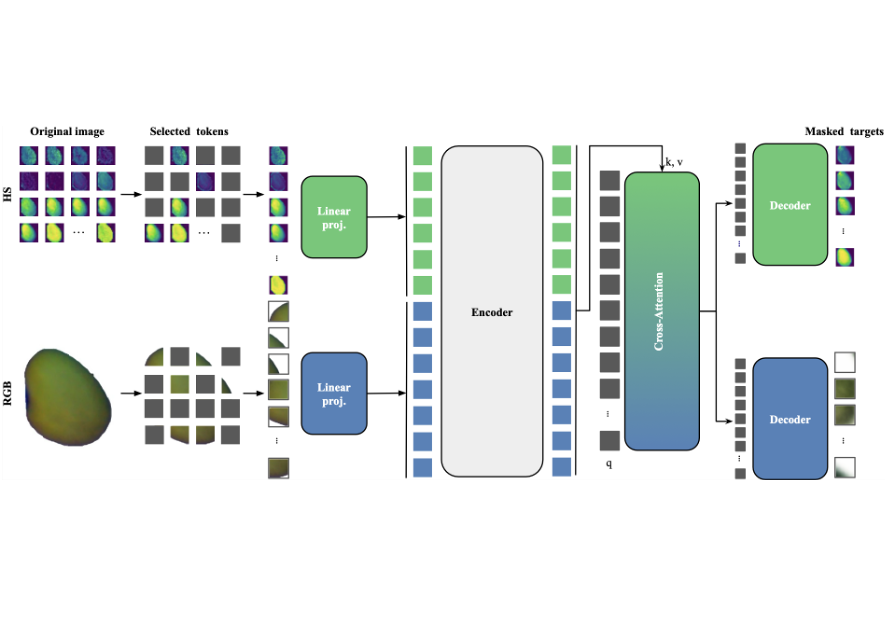 Original image
Selected tokens
Masked targets
HS
RGB
...
...
...
Linear
proj.
Linear
proj.
...
Encoder
k, v
Cross-Attention
...
q
...
Decoder
...
...
Decoder
...